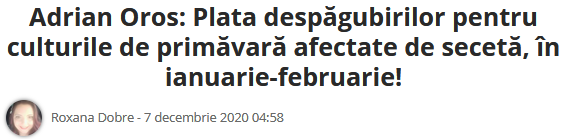 Adrian Oros: Plata despăgubirilor pentru
culturile de primăvară afectate de secetă, în
ianuarie-februarie!
Roxana Dobre - 7 decembrie 2020 04:58